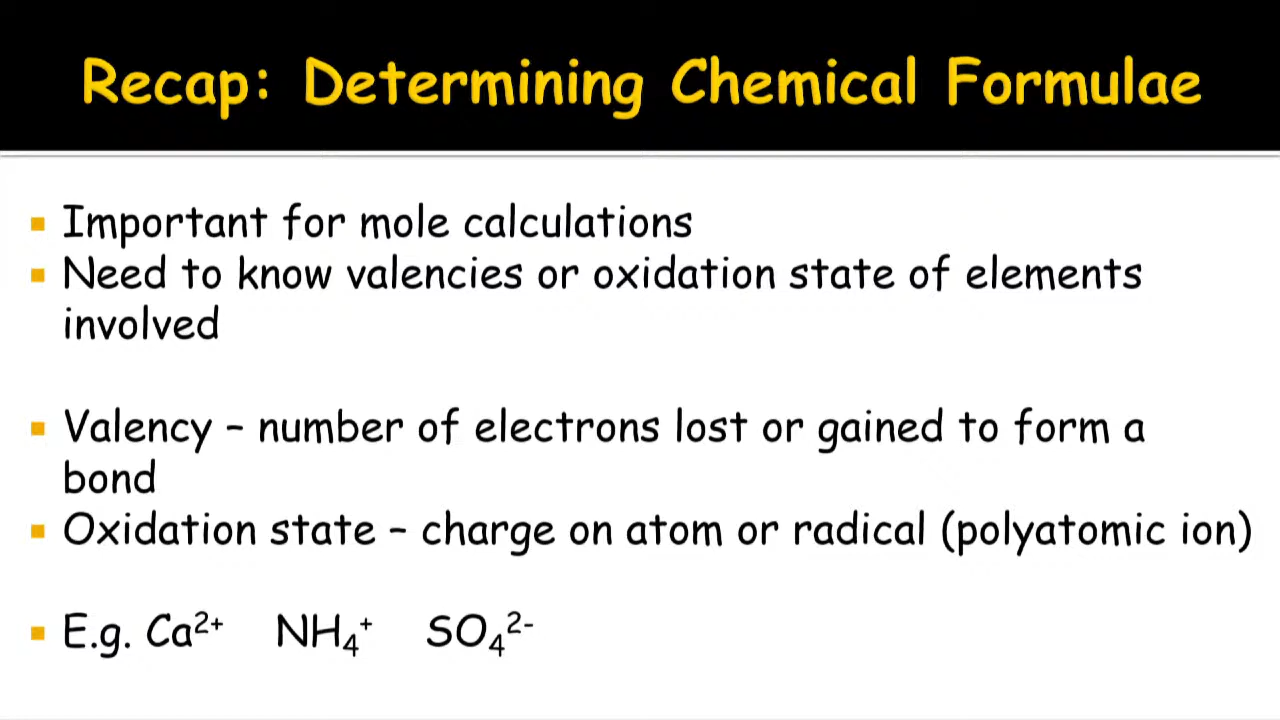 Recap: Determining Chemical Formulae
▪ Important for mole calculations
▪ Need to know valencies or oxidation state of elements
involved
▪ Valency – number of electrons lost or gained to form a
bond
▪ Oxidation state – charge on atom or radical (polyatomic ion)
▪ E.g. Ca²⁺ NH₄⁺ SO₄²⁻